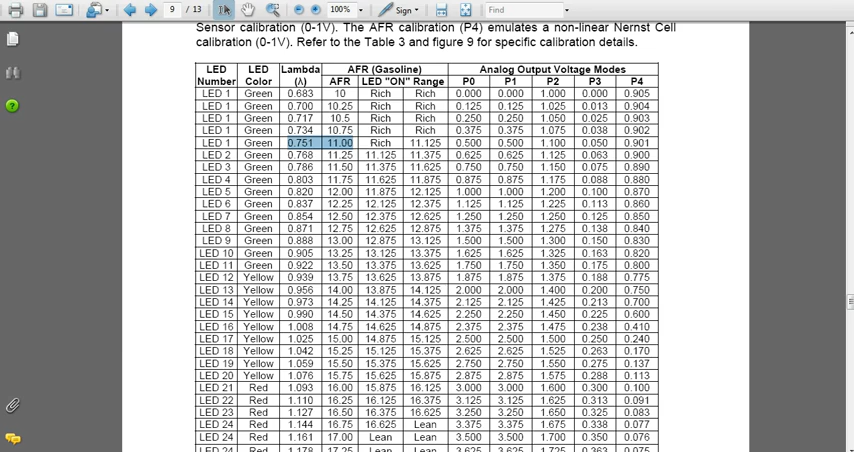 9 / 13
100%
Sign
Find
Sensor calibration (0-1V). The AFR calibration (P4) emulates a non-linear Nernst Cell
calibration (0-1V). Refer to the Table 3 and figure 9 for specific calibration details.
LED LED Lambda AFR (Gasoline) Analog Output Voltage Modes
Number Color (λ) AFR LED "ON" Range P0 P1 P2 P3 P4
LED 1 Green 0.683 10 Rich Rich 0.000 0.000 1.000 0.000 0.905
LED 1 Green 0.700 10.25 Rich Rich 0.125 0.125 1.025 0.013 0.904
LED 1 Green 0.717 10.5 Rich Rich 0.250 0.250 1.050 0.025 0.903
LED 1 Green 0.734 10.75 Rich Rich 0.375 0.375 1.075 0.038 0.902
LED 1 Green 0.751 11.00 Rich 11.125 0.500 0.500 1.100 0.050 0.901
LED 2 Green 0.768 11.25 11.125 11.375 0.625 0.625 1.125 0.063 0.900
LED 3 Green 0.786 11.50 11.375 11.625 0.750 0.750 1.150 0.075 0.890
LED 4 Green 0.803 11.75 11.625 11.875 0.875 0.875 1.175 0.088 0.880
LED 5 Green 0.820 12.00 11.875 12.125 1.000 1.000 1.200 0.100 0.870
LED 6 Green 0.837 12.25 12.125 12.375 1.125 1.125 1.225 0.113 0.860
LED 7 Green 0.854 12.50 12.375 12.625 1.250 1.250 1.250 0.125 0.850
LED 8 Green 0.871 12.75 12.625 12.875 1.375 1.375 1.275 0.138 0.840
LED 9 Green 0.888 13.00 12.875 13.125 1.500 1.500 1.300 0.150 0.830
LED 10 Green 0.905 13.25 13.125 13.375 1.625 1.625 1.325 0.163 0.820
LED 11 Green 0.922 13.50 13.375 13.625 1.750 1.750 1.350 0.175 0.800
LED 12 Yellow 0.939 13.75 13.625 13.875 1.875 1.875 1.375 0.188 0.775
LED 13 Yellow 0.956 14.00 13.875 14.125 2.000 2.000 1.400 0.200 0.750
LED 14 Yellow 0.973 14.25 14.125 14.375 2.125 2.125 1.425 0.213 0.700
LED 15 Yellow 0.990 14.50 14.375 14.625 2.250 2.250 1.450 0.225 0.600
LED 16 Yellow 1.008 14.75 14.625 14.875 2.375 2.375 1.475 0.238 0.410
LED 17 Yellow 1.025 15.00 14.875 15.125 2.500 2.500 1.500 0.250 0.240
LED 18 Yellow 1.042 15.25 15.125 15.375 2.625 2.625 1.525 0.263 0.170
LED 19 Yellow 1.059 15.50 15.375 15.625 2.750 2.750 1.550 0.275 0.137
LED 20 Yellow 1.076 15.75 15.625 15.875 2.875 2.875 1.575 0.288 0.113
LED 21 Red 1.093 16.00 15.875 16.125 3.000 3.000 1.600 0.300 0.100
LED 22 Red 1.110 16.25 16.125 16.375 3.125 3.125 1.625 0.313 0.091
LED 23 Red 1.127 16.50 16.375 16.625 3.250 3.250 1.650 0.325 0.083
LED 24 Red 1.144 16.75 16.625 Lean 3.375 3.375 1.675 0.338 0.077
LED 24 Red 1.161 17.00 Lean Lean 3.500 3.500 1.700 0.350 0.076
LED 24 Red 1.178 17.25 Lean Lean 3.625 3.625 1.725 0.363 0.075